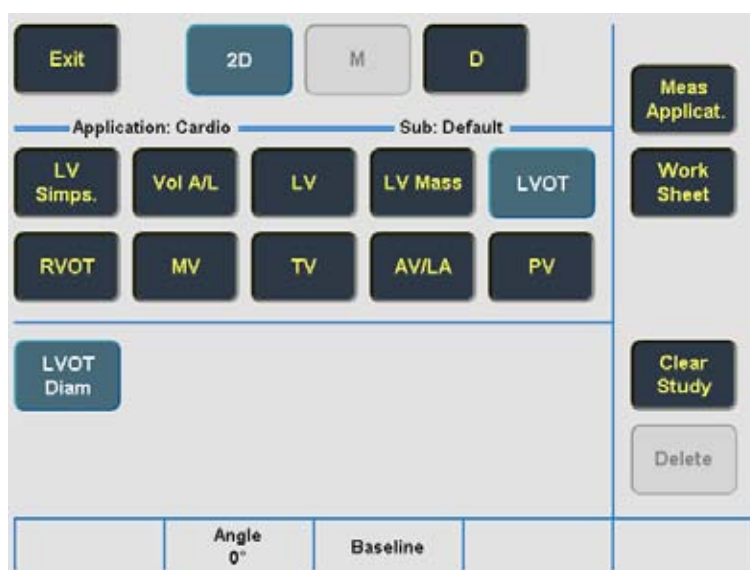 Exit
2D
M
D
Meas
Applicat.
Application: Cardio
Sub: Default
LV
Simps.
Vol A/L
LV
LV Mass
LVOT
Work
Sheet
RVOT
MV
TV
AV/LA
PV
LVOT
Diam
Clear
Study
Delete
Angle
0°
Baseline